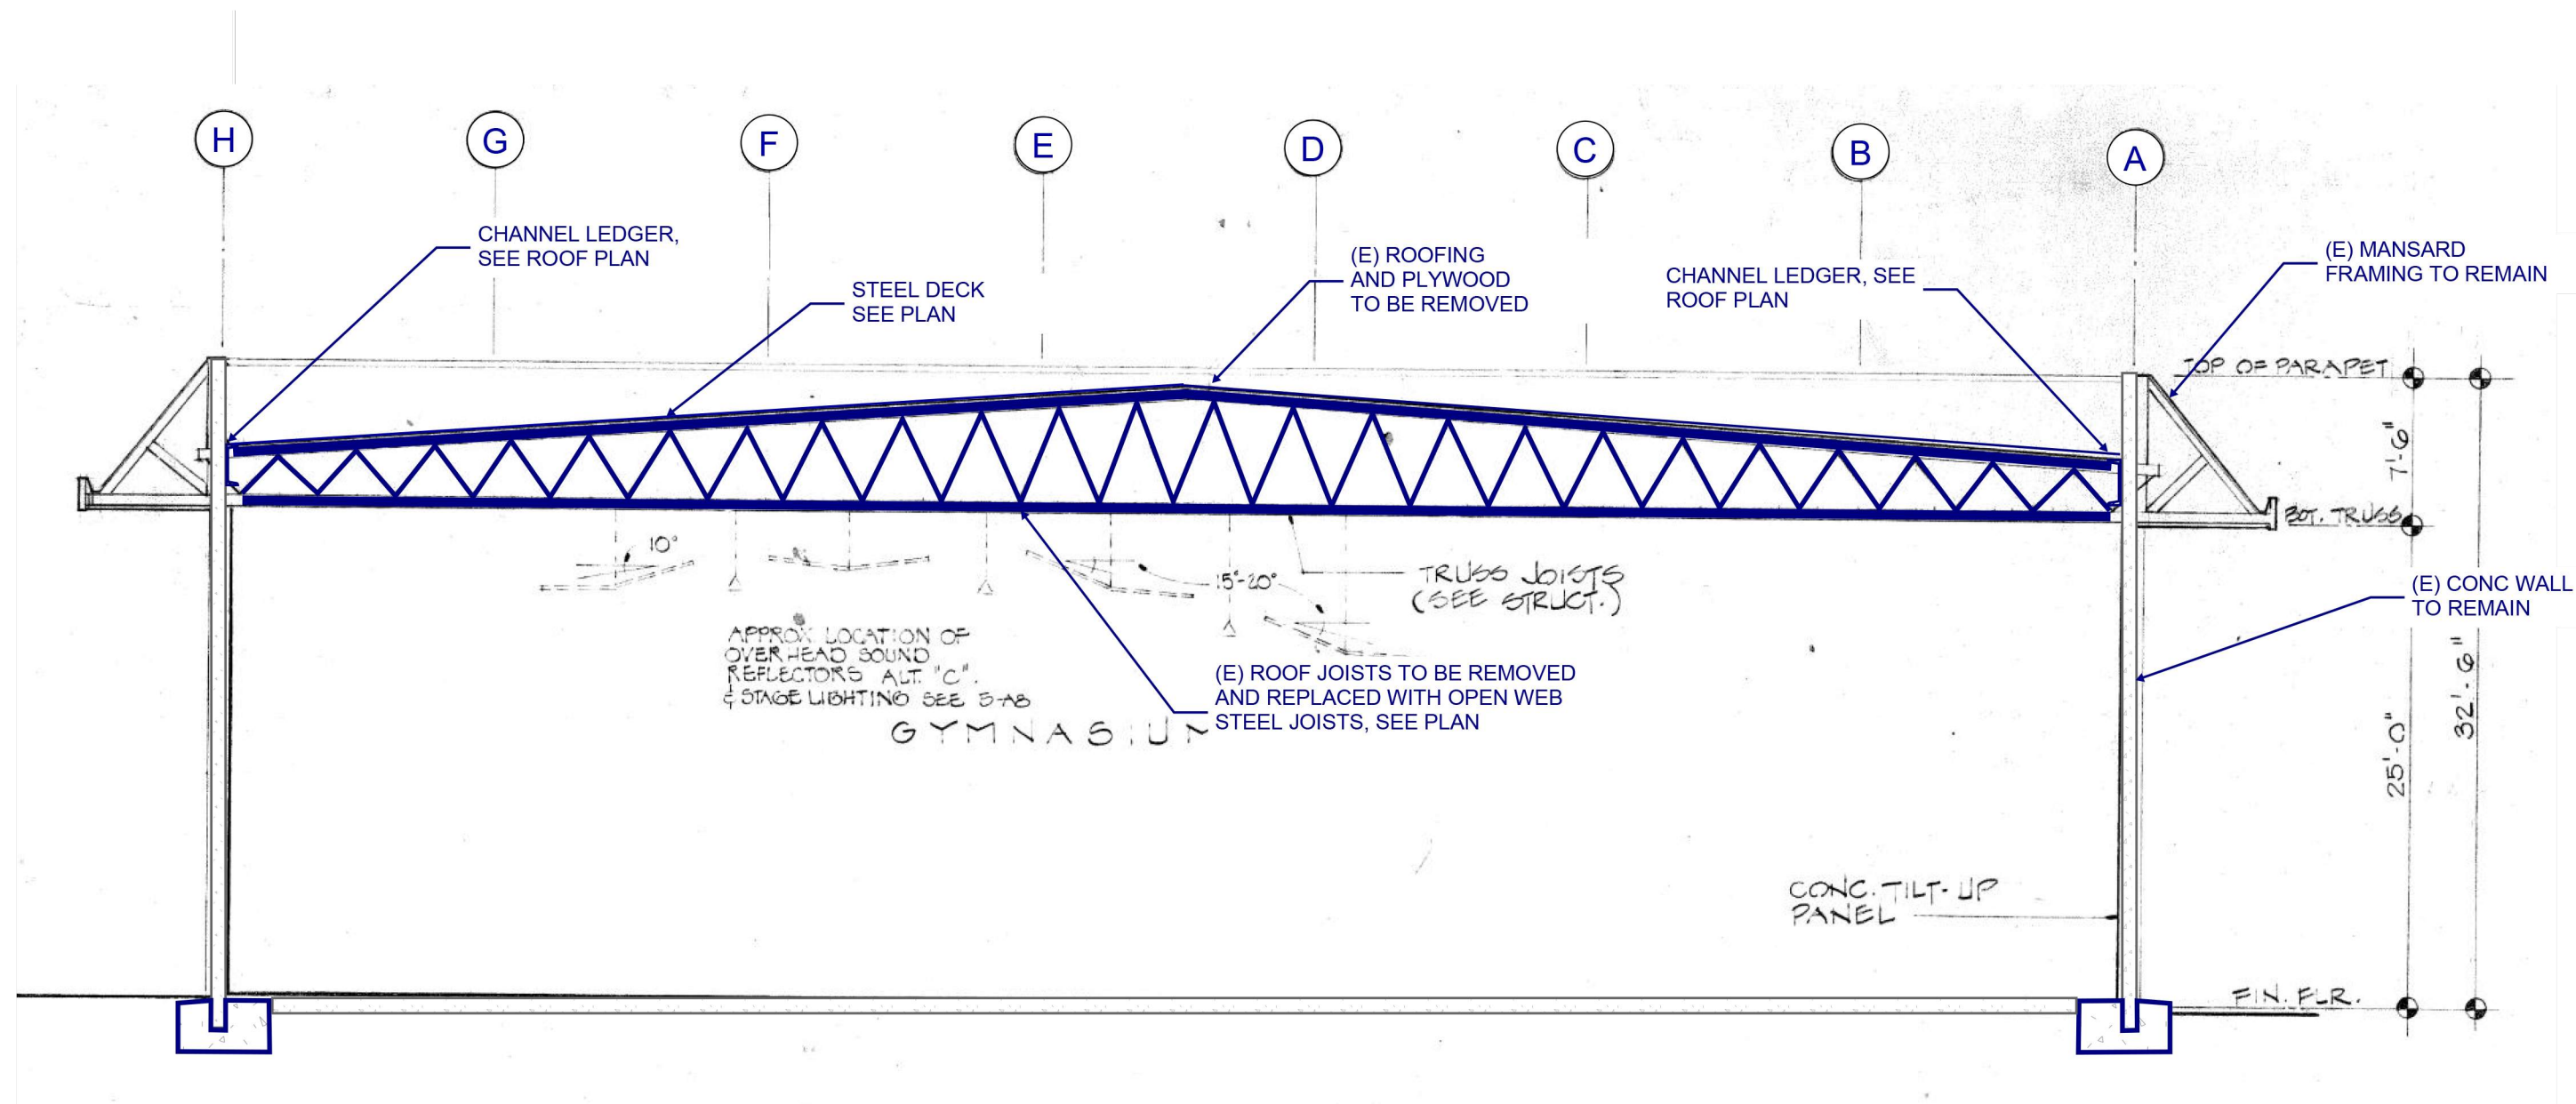 H
G
F
E
D
C
B
A
CHANNEL LEDGER,
SEE ROOF PLAN
STEEL DECK
SEE PLAN
(E) ROOFING
AND PLYWOOD
TO BE REMOVED
CHANNEL LEDGER, SEE
ROOF PLAN
(E) MANSARD
FRAMING TO REMAIN
TOP OF PARAPET
7'-6"
BOT. TRUSS
10°
15°-20°
TRUSS JOISTS
(SEE STRUCT.)
(E) CONC WALL
TO REMAIN
APPROX LOCATION OF
OVERHEAD SOUND
REFLECTORS ALT. "C".
& STAGE LIGHTING SEE 5-A8
(E) ROOF JOISTS TO BE REMOVED
AND REPLACED WITH OPEN WEB
STEEL JOISTS, SEE PLAN
GYMNASIUM
25'-0"
32'-6"
CONC. TILT-UP
PANEL
FIN. FLR.